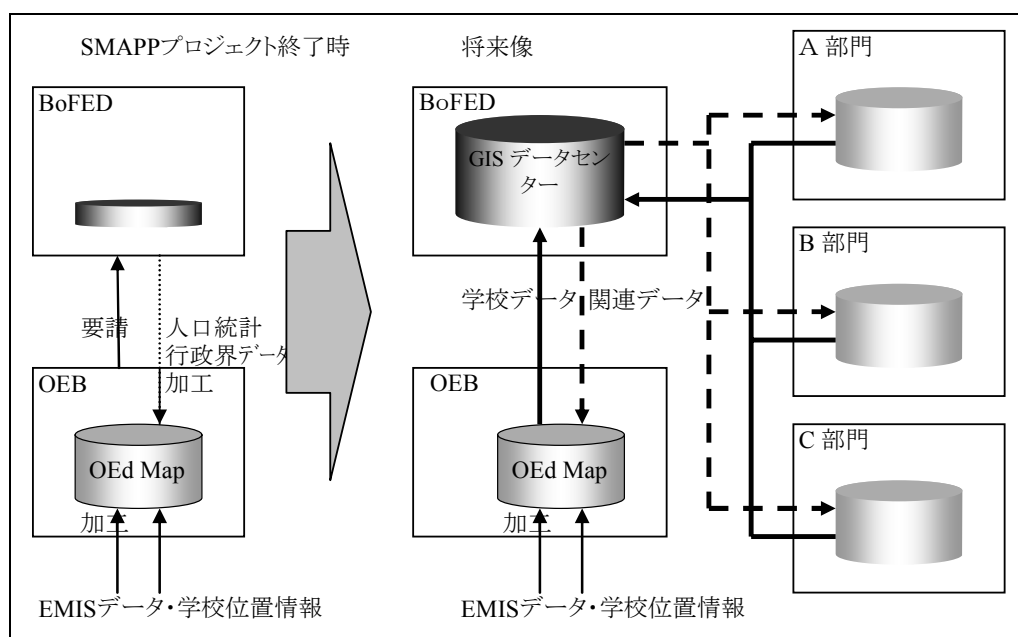 SMAPPプロジェクト終了時
将来像
A 部門
BoFED
BoFED
GIS データセン
ター
B 部門
学校データ
関連データ
要請
人口統計
行政界データ
加工
OEB
OEB
C 部門
OEd Map
OEd Map
加工
加工
EMISデータ・学校位置情報
EMISデータ・学校位置情報